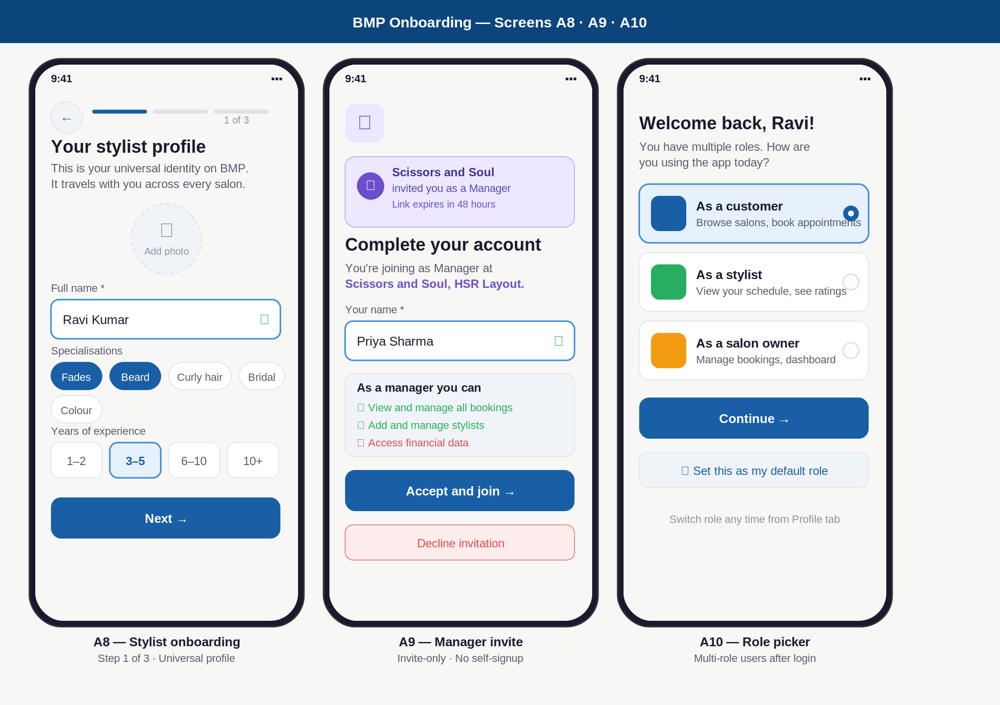 BMP Onboarding — Screens A8 · A9 · A10
9:41
←
1 of 3
Your stylist profile
This is your universal identity on BMP.
It travels with you across every salon.
Add photo
Full name *
Ravi Kumar
Specialisations
Fades Beard Curly hair Bridal
Colour
Years of experience
1–2 3–5 6–10 10+
Next →
A8 — Stylist onboarding
Step 1 of 3 · Universal profile
9:41
Scissors and Soul
invited you as a Manager
Link expires in 48 hours
Complete your account
You're joining as Manager at
Scissors and Soul, HSR Layout.
Your name *
Priya Sharma
As a manager you can
View and manage all bookings
Add and manage stylists
Access financial data
Accept and join →
Decline invitation
A9 — Manager invite
Invite-only · No self-signup
9:41
Welcome back, Ravi!
You have multiple roles. How are
you using the app today?
As a customer
Browse salons, book appointments
As a stylist
View your schedule, see ratings
As a salon owner
Manage bookings, dashboard
Continue →
Set this as my default role
Switch role any time from Profile tab
A10 — Role picker
Multi-role users after login